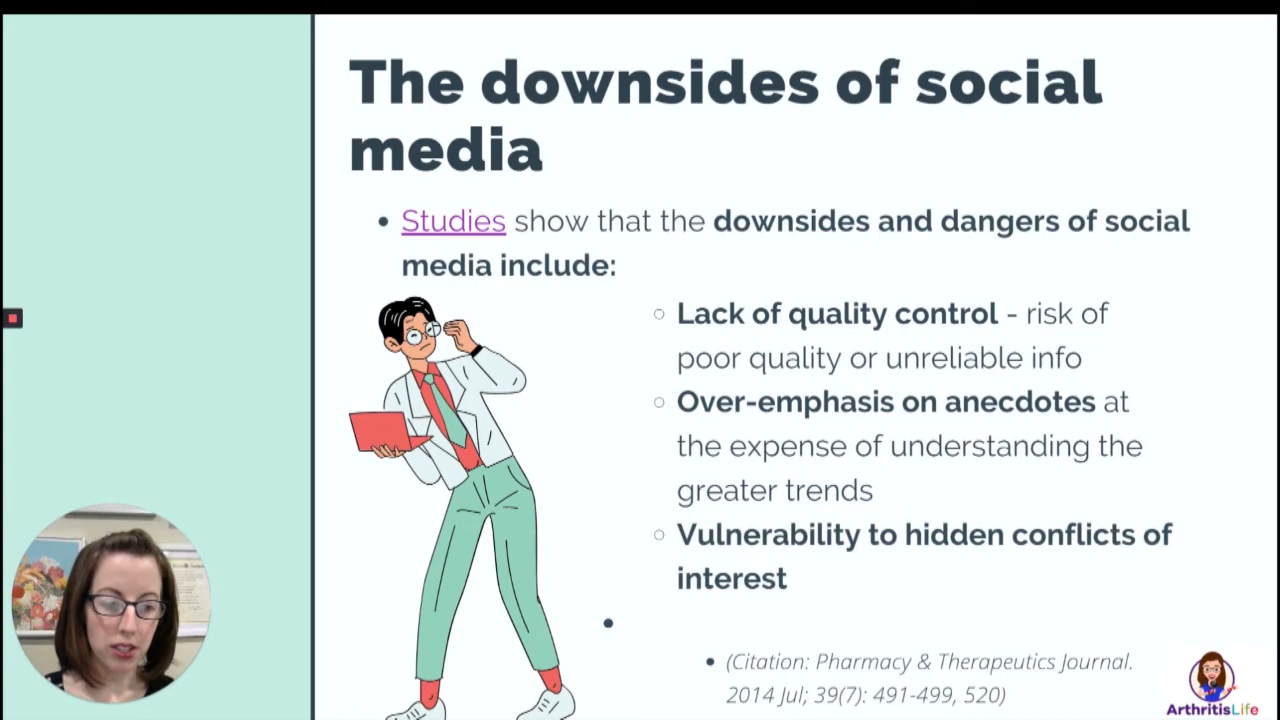 The downsides of social
media
• Studies show that the downsides and dangers of social
media include:
○ Lack of quality control - risk of
poor quality or unreliable info
○ Over-emphasis on anecdotes at
the expense of understanding the
greater trends
○ Vulnerability to hidden conflicts of
interest
•
• (Citation: Pharmacy & Therapeutics Journal.
2014 Jul; 39(7): 491-499, 520)
ArthritisLife